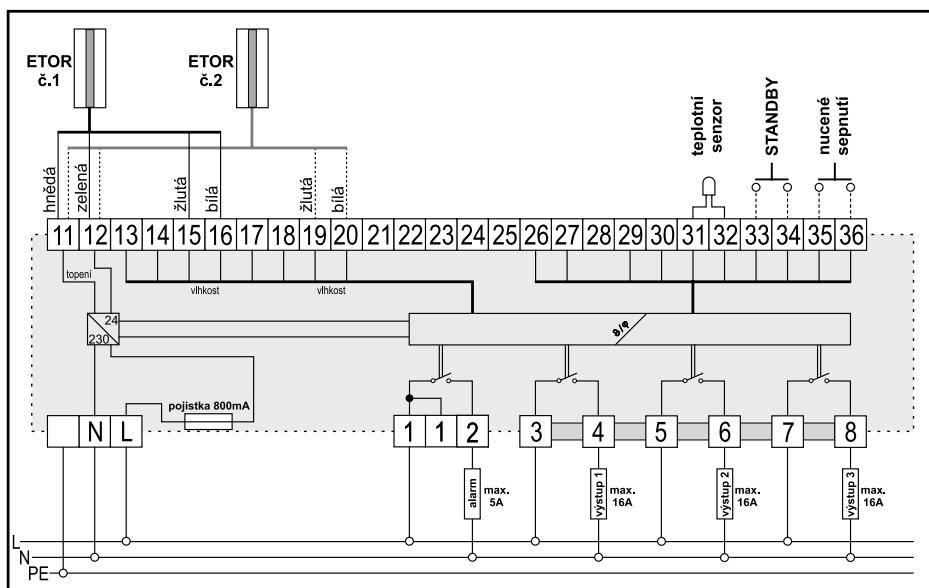 ETOR
č.1
ETOR
č.2
teplotní
senzor
STANDBY
nucené
sepnutí
hnědá
zelená
žlutá
bílá
žlutá
bílá
11 12 13 14 15 16 17 18 19 20 21 22 23 24 25 26 27 28 29 30 31 32 33 34 35 36
topení
vlhkost
vlhkost
24
230
ϑ/φ
pojistka 800mA
N L 1 1 2 3 4 5 6 7 8
alarm
max.
5A
výstup 1
max.
16A
výstup 2
max.
16A
výstup 3
max.
16A
L
N
PE